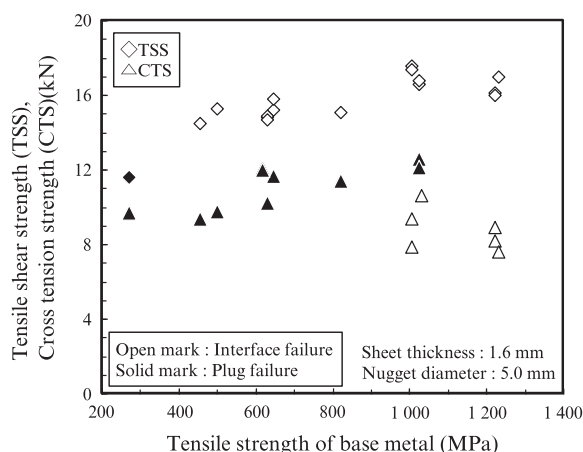 Tensile shear strength (TSS),
Cross tension strength (CTS)(kN)
20
16
12
8
4
0
TSS
CTS
Open mark : Interface failure
Solid mark : Plug failure
Sheet thickness : 1.6 mm
Nugget diameter : 5.0 mm
200 400 600 800 1 000 1 200 1 400
Tensile strength of base metal (MPa)